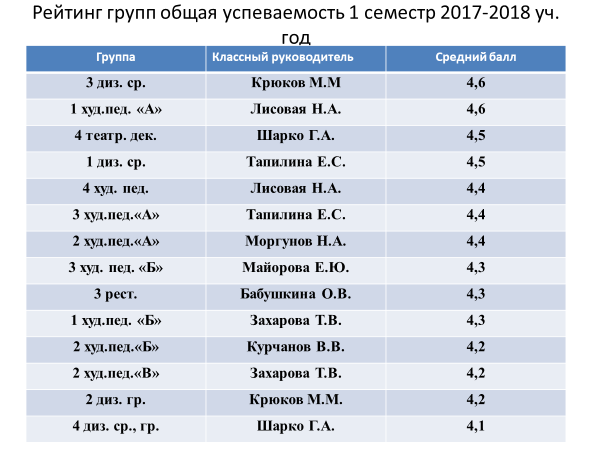 Рейтинг групп общая успеваемость 1 семестр 2017-2018 уч.
год
Группа Классный руководитель Средний балл
3 диз. ср. Крюков М.М 4,6
1 худ.пед. «А» Лисовая Н.А. 4,6
4 театр. дек. Шарко Г.А. 4,5
1 диз. ср. Тапилина Е.С. 4,5
4 худ. пед. Лисовая Н.А. 4,4
3 худ.пед.«А» Тапилина Е.С. 4,4
2 худ.пед.«А» Моргунов Н.А. 4,4
3 худ. пед. «Б» Майорова Е.Ю. 4,3
3 рест. Бабушкина О.В. 4,3
1 худ.пед. «Б» Захарова Т.В. 4,3
2 худ.пед.«Б» Курчанов В.В. 4,2
2 худ.пед.«В» Захарова Т.В. 4,2
2 диз. гр. Крюков М.М. 4,2
4 диз. ср., гр. Шарко Г.А. 4,1